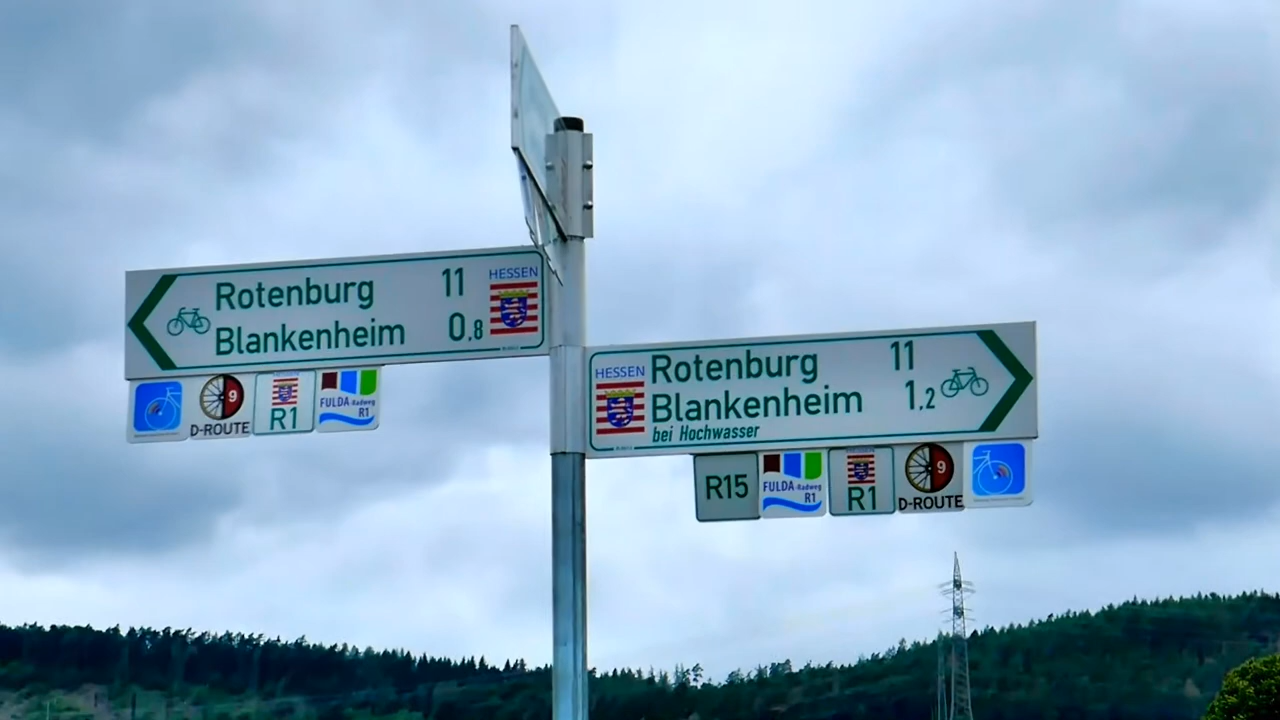 Rotenburg 11
Blankenheim 0,8
HESSEN
9
D-ROUTE
R1
FULDA-Radweg
R1
HESSEN
Rotenburg 11
Blankenheim 1,2
bei Hochwasser
R15
FULDA-Radweg
R1
R1
9
D-ROUTE